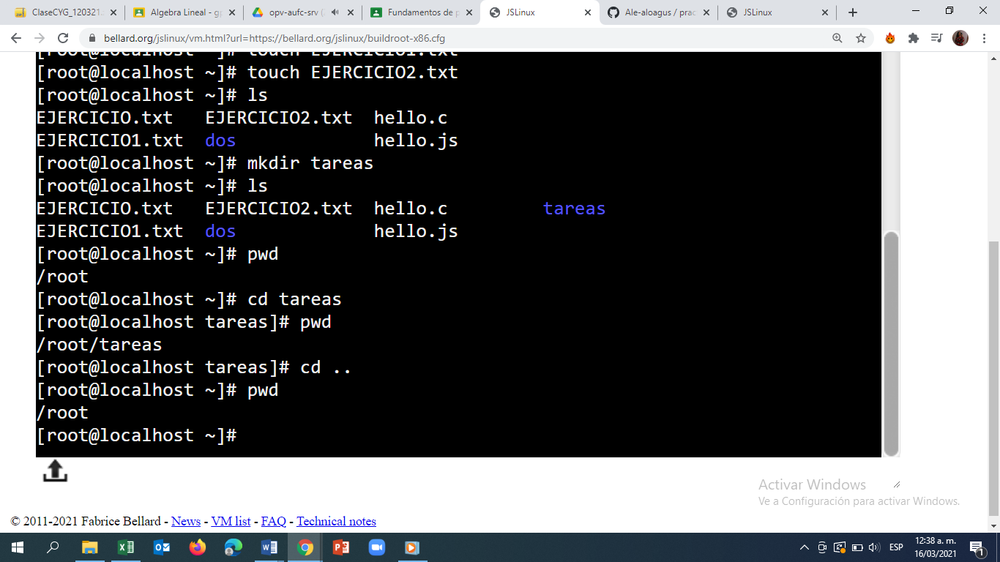 ClaseCYG_120321.
Algebra Lineal - gp
opv-aufc-srv (
Fundamentos de p
JSLinux
Ale-aloagus / prac
JSLinux
bellard.org/jslinux/vm.html?url=https://bellard.org/jslinux/buildroot-x86.cfg
[root@localhost ~]# touch EJERCICIO1.txt
[root@localhost ~]# touch EJERCICIO2.txt
[root@localhost ~]# ls
EJERCICIO.txt   EJERCICIO2.txt  hello.c
EJERCICIO1.txt  dos             hello.js
[root@localhost ~]# mkdir tareas
[root@localhost ~]# ls
EJERCICIO.txt   EJERCICIO2.txt  hello.c         tareas
EJERCICIO1.txt  dos             hello.js
[root@localhost ~]# pwd
/root
[root@localhost ~]# cd tareas
[root@localhost tareas]# pwd
/root/tareas
[root@localhost tareas]# cd ..
[root@localhost ~]# pwd
/root
[root@localhost ~]#
Activar Windows
Ve a Configuración para activar Windows.
© 2011-2021 Fabrice Bellard - News - VM list - FAQ - Technical notes
ESP
12:38 a. m.
16/03/2021
1